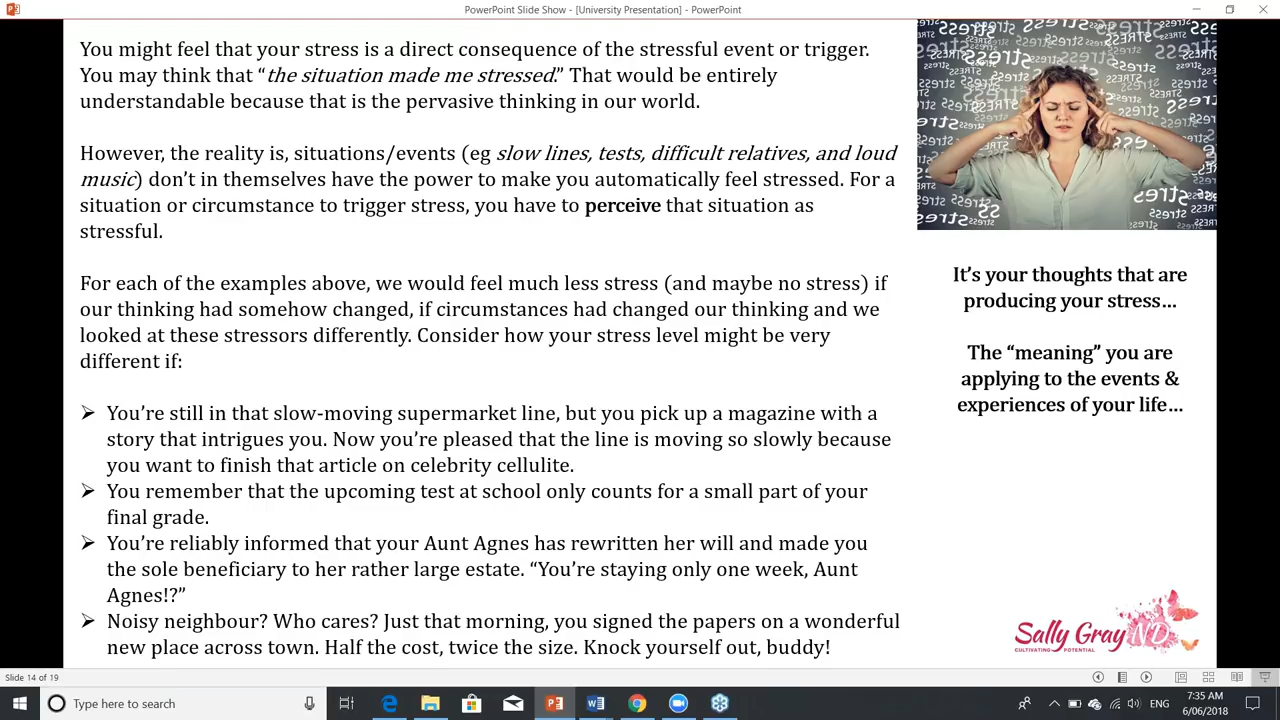 PowerPoint Slide Show - [University Presentation] - PowerPoint
You might feel that your stress is a direct consequence of the stressful event or trigger.
You may think that “the situation made me stressed.” That would be entirely
understandable because that is the pervasive thinking in our world.
However, the reality is, situations/events (eg slow lines, tests, difficult relatives, and loud
music) don’t in themselves have the power to make you automatically feel stressed. For a
situation or circumstance to trigger stress, you have to perceive that situation as
stressful.
For each of the examples above, we would feel much less stress (and maybe no stress) if
our thinking had somehow changed, if circumstances had changed our thinking and we
looked at these stressors differently. Consider how your stress level might be very
different if:
➢ You’re still in that slow-moving supermarket line, but you pick up a magazine with a
story that intrigues you. Now you’re pleased that the line is moving so slowly because
you want to finish that article on celebrity cellulite.
➢ You remember that the upcoming test at school only counts for a small part of your
final grade.
➢ You’re reliably informed that your Aunt Agnes has rewritten her will and made you
the sole beneficiary to her rather large estate. “You’re staying only one week, Aunt
Agnes!?”
➢ Noisy neighbour? Who cares? Just that morning, you signed the papers on a wonderful
new place across town. Half the cost, twice the size. Knock yourself out, buddy!
stress
It’s your thoughts that are
producing your stress…
The “meaning” you are
applying to the events &
experiences of your life…
Sally Gray ND
CULTIVATING POTENTIAL
Slide 14 of 19
Type here to search
ENG
7:35 AM
6/06/2018